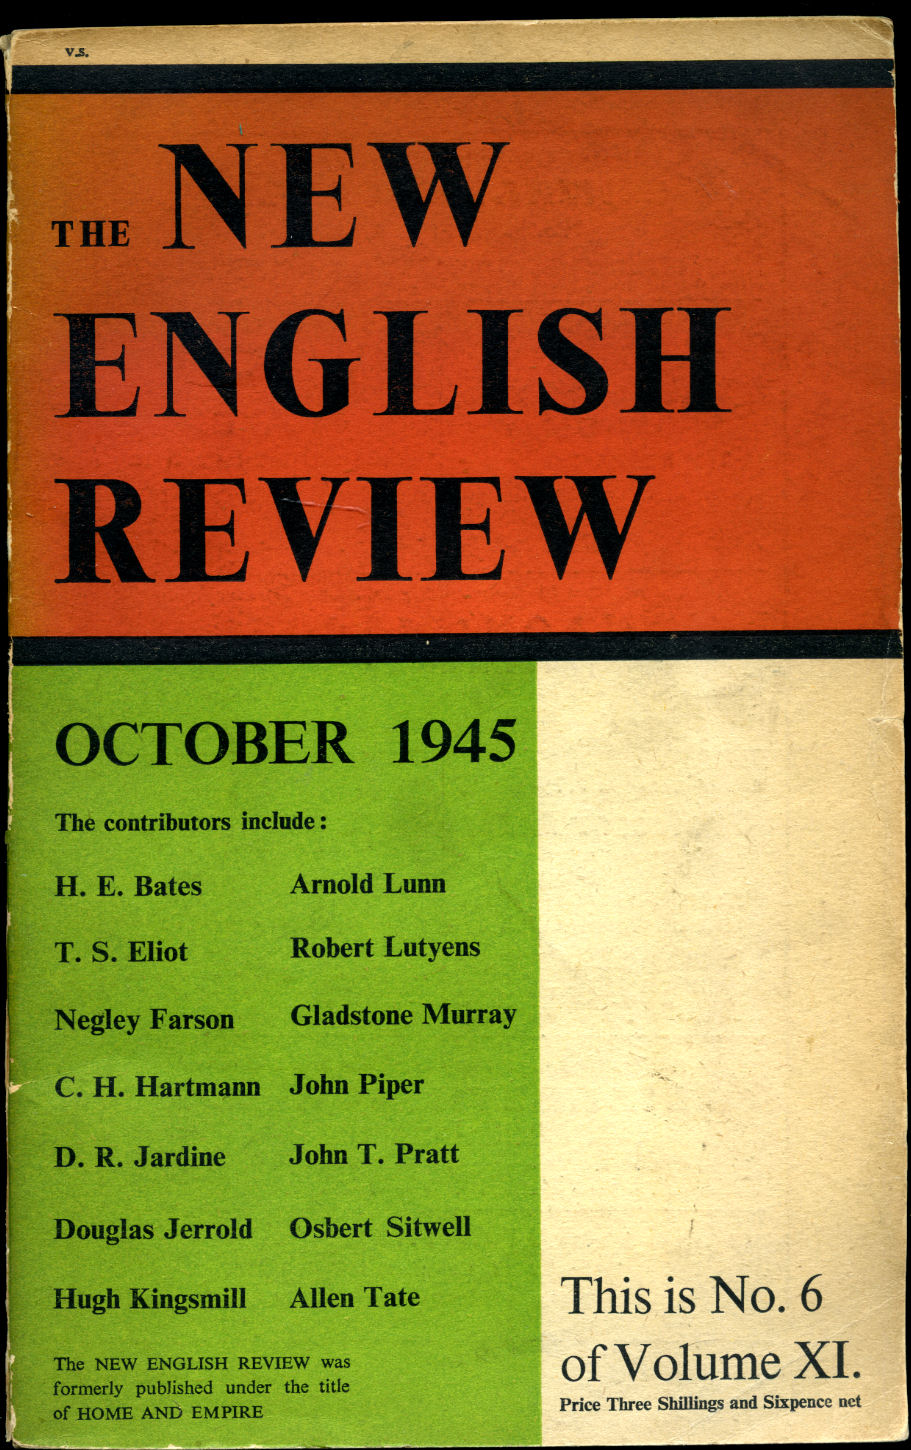 V.S.
THE NEW
ENGLISH
REVIEW
OCTOBER 1945
The contributors include:
H. E. Bates
Arnold Lunn
T. S. Eliot
Robert Lutyens
Negley Farson
Gladstone Murray
C. H. Hartmann
John Piper
D. R. Jardine
John T. Pratt
Douglas Jerrold
Osbert Sitwell
Hugh Kingsmill
Allen Tate
The NEW ENGLISH REVIEW was
formerly published under the title
of HOME AND EMPIRE
This is No. 6
of Volume XI.
Price Three Shillings and Sixpence net